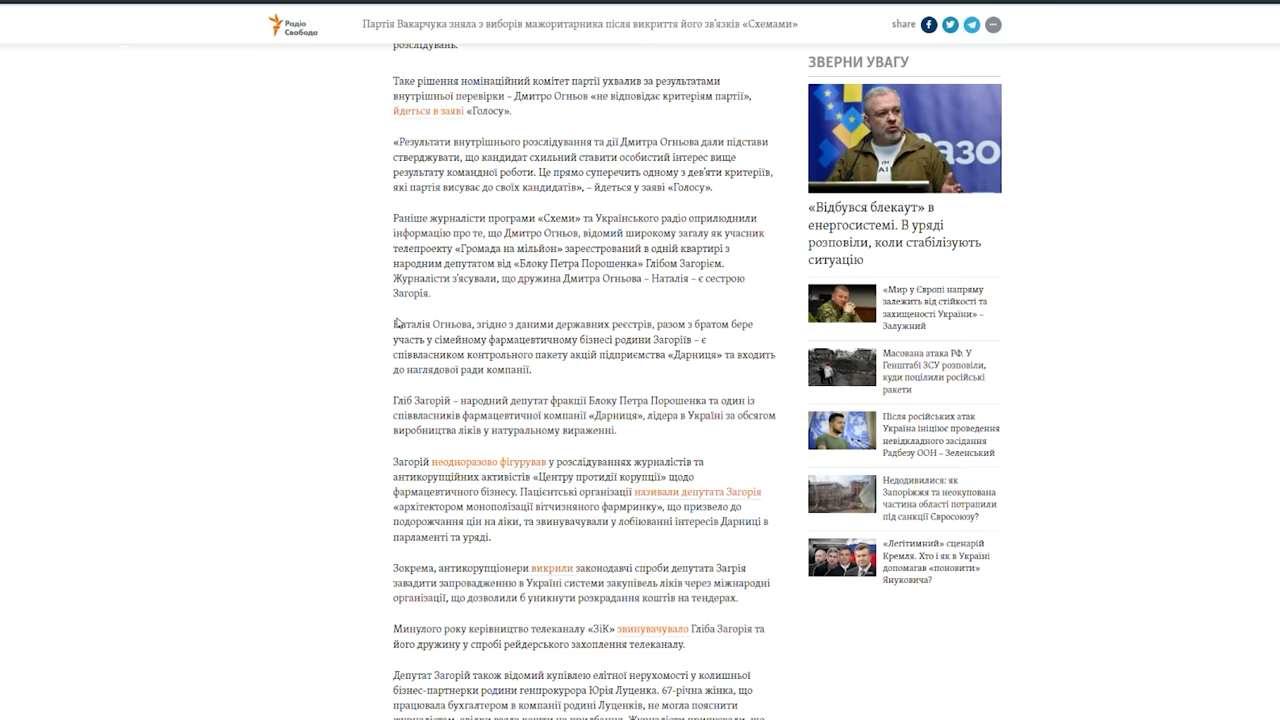 Радіо
Свобода
Партія Вакарчука зняла з виборів мажоритарника після викриття його зв'язків «Схемами»
share
розслідувань.
Таке рішення номінаційний комітет партії ухвалив за результатами
внутрішньої перевірки – Дмитро Огньов «не відповідає критеріям партії»,
йдеться в заяві «Голосу».
«Результати внутрішнього розслідування та дії Дмитра Огньова дали підстави
стверджувати, що кандидат схильний ставити особистий інтерес вище
результату командної роботи. Це прямо суперечить одному з дев'яти критеріїв,
які партія висуває до своїх кандидатів», – йдеться у заяві «Голосу».
Раніше журналісти програми «Схеми» та Українського радіо оприлюднили
інформацію про те, що Дмитро Огньов, відомий широкому загалу як учасник
телепроекту «Громада на мільйон» зареєстрований в одній квартирі з
народним депутатом від «Блоку Петра Порошенка» Глібом Загорієм.
Журналісти з'ясували, що дружина Дмитра Огньова – Наталія – є сестрою
Загорія.
Наталія Огньова, згідно з даними державних реєстрів, разом з братом бере
участь у сімейному фармацевтичному бізнесі родини Загоріїв – є
співвласником контрольного пакету акцій підприємства «Дарниця» та входить
до наглядової ради компанії.
Гліб Загорій – народний депутат фракції Блоку Петра Порошенка та один із
співвласників фармацевтичної компанії «Дарниця», лідера в Україні за обсягом
виробництва ліків у натуральному вираженні.
Загорій неодноразово фігурував у розслідуваннях журналістів та
антикорупційних активістів «Центру протидії корупції» щодо
фармацевтичного бізнесу. Пацієнтські організації називали депутата Загорія
«архітектором монополізації вітчизняного фармринку», що призвело до
подорожчання цін на ліки, та звинувачували у лобіюванні інтересів Дарниці в
парламенті та уряді.
Зокрема, антикорупціонери викрили законодавчі спроби депутата Загрія
завадити запровадженню в Україні системи закупівель ліків через міжнародні
організації, що дозволили б уникнути розкрадання коштів на тендерах.
Минулого року керівництво телеканалу «ЗіК» звинувачувало Гліба Загорія та
його дружину у спробі рейдерського захоплення телеканалу.
Депутат Загорій також відомий купівлею елітної нерухомості у колишньої
бізнес-партнерки родини генпрокурора Юрія Луценка. 67-річна жінка, що
працювала бухгалтером в компанії родині Луценків, не могла пояснити
ЗВЕРНИ УВАГУ
Разо
«Відбувся блекаут» в
енергосистемі. В уряді
розповіли, коли стабілізують
ситуацію
«Мир у Європі напряму
залежить від стійкості та
захищеності України» –
Залужний
Масована атака РФ. У
Генштабі ЗСУ розповіли,
куди поцілили російські
ракети
Після російських атак
Україна ініціює проведення
невідкладного засідання
Радбезу ООН – Зеленський
Недодивилися: як
Запоріжжя та неокупована
частина області потрапили
під санкції Євросоюзу?
«Легітимний» сценарій
Кремля. Хто і як в Україні
допомагав «поновити»
Януковича?